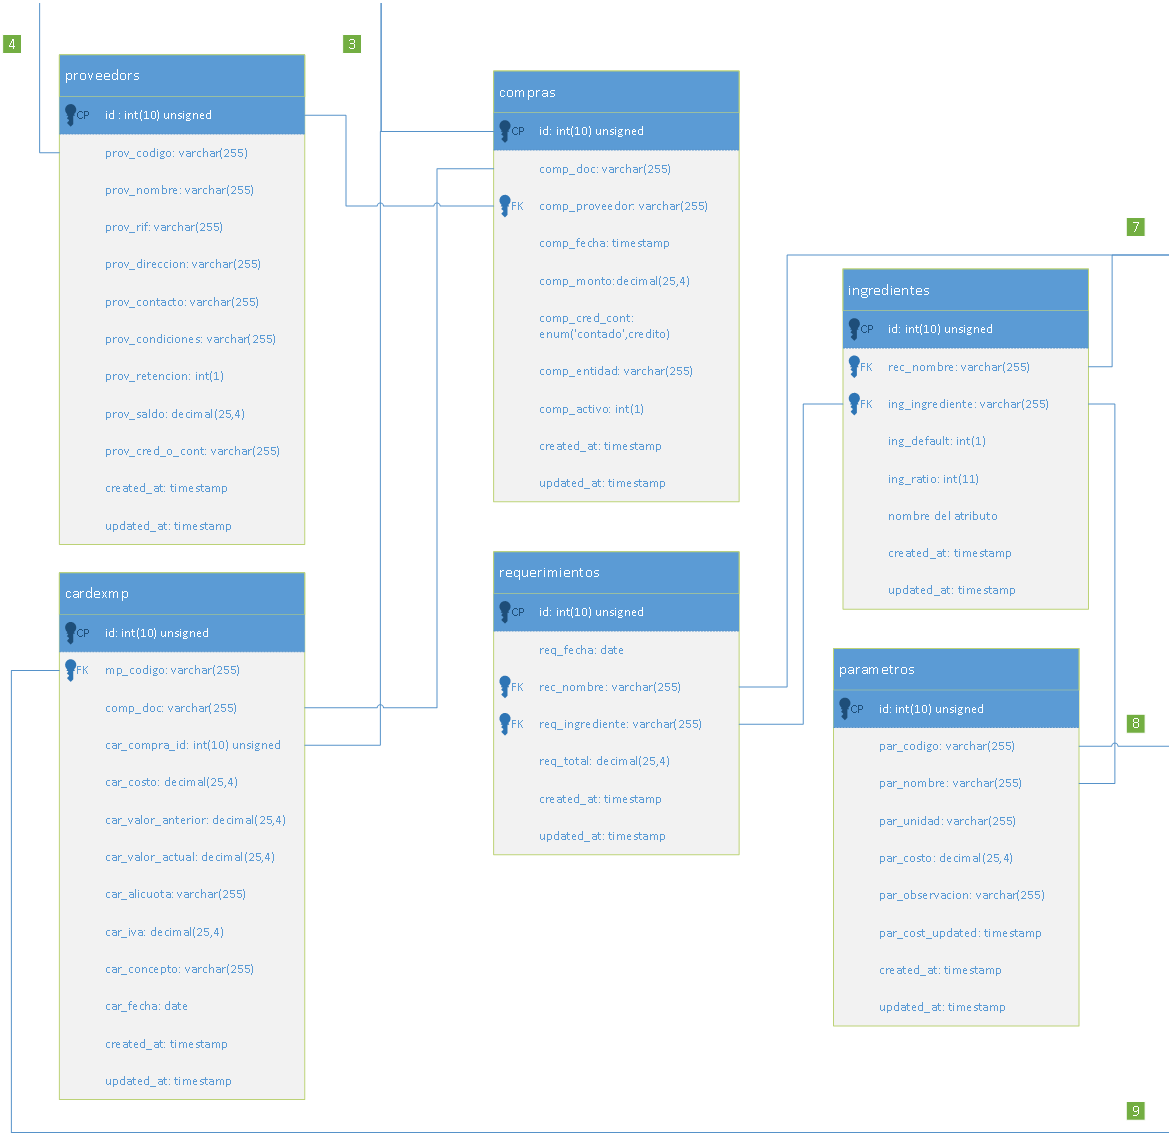 4
3
proveedors
CP id : int(10) unsigned
prov_codigo: varchar(255)
prov_nombre: varchar(255)
prov_rif: varchar(255)
prov_direccion: varchar(255)
prov_contacto: varchar(255)
prov_condiciones: varchar(255)
prov_retencion: int(1)
prov_saldo: decimal(25,4)
prov_cred_o_cont: varchar(255)
created_at: timestamp
updated_at: timestamp
compras
CP id: int(10) unsigned
comp_doc: varchar(255)
FK comp_proveedor: varchar(255)
comp_fecha: timestamp
comp_monto: decimal(25,4)
comp_cred_cont:
enum('contado',credito)
comp_entidad: varchar(255)
comp_activo: int(1)
created_at: timestamp
updated_at: timestamp
7
ingredientes
CP id: int(10) unsigned
FK rec_nombre: varchar(255)
FK ing_ingrediente: varchar(255)
ing_default: int(1)
ing_ratio: int(11)
nombre del atributo
created_at: timestamp
updated_at: timestamp
cardexmp
CP id: int(10) unsigned
FK mp_codigo: varchar(255)
comp_doc: varchar(255)
car_compra_id: int(10) unsigned
car_costo: decimal(25,4)
car_valor_anterior: decimal(25,4)
car_valor_actual: decimal(25,4)
car_alicuota: varchar(255)
car_iva: decimal(25,4)
car_concepto: varchar(255)
car_fecha: date
created_at: timestamp
updated_at: timestamp
requerimientos
CP id: int(10) unsigned
req_fecha: date
FK rec_nombre: varchar(255)
FK req_ingrediente: varchar(255)
req_total: decimal(25,4)
created_at: timestamp
updated_at: timestamp
parametros
CP id: int(10) unsigned
par_codigo: varchar(255)
par_nombre: varchar(255)
par_unidad: varchar(255)
par_costo: decimal(25,4)
par_observacion: varchar(255)
par_cost_updated: timestamp
created_at: timestamp
updated_at: timestamp
8
9